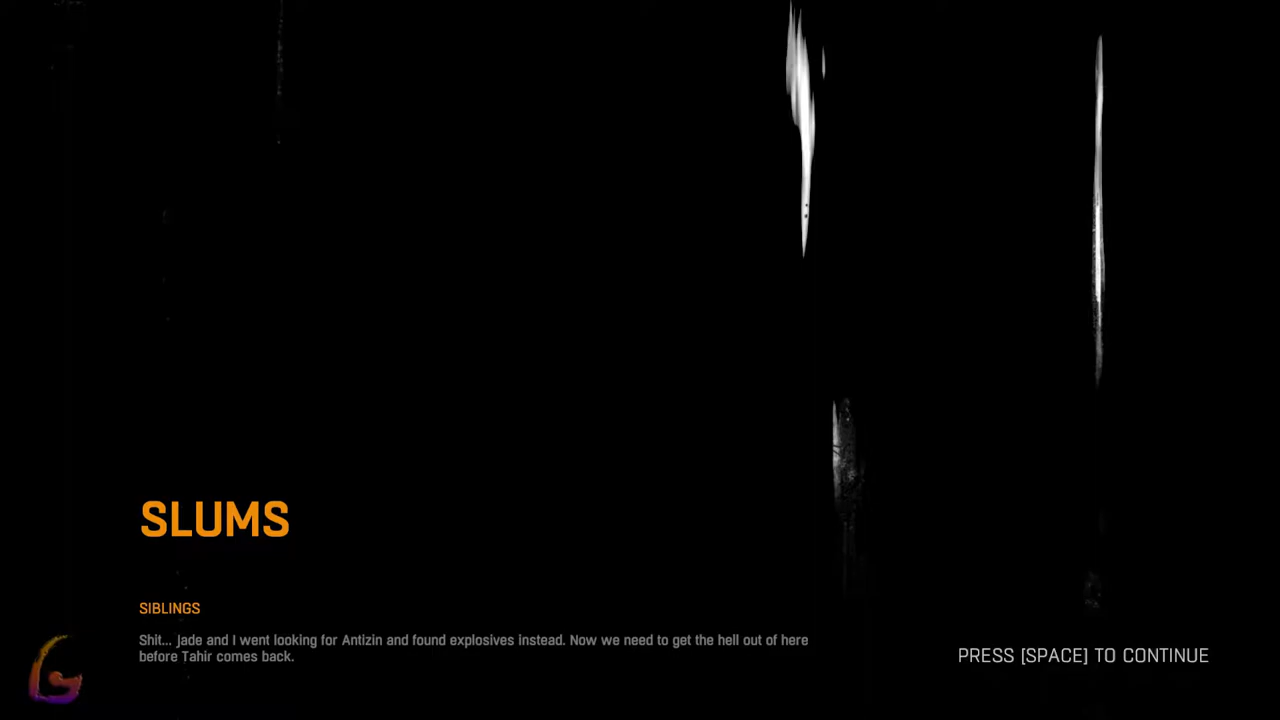 SLUMS
SIBLINGS
Shit... Jade and I went looking for Antizin and found explosives instead. Now we need to get the hell out of here
before Tahir comes back.
PRESS [SPACE] TO CONTINUE